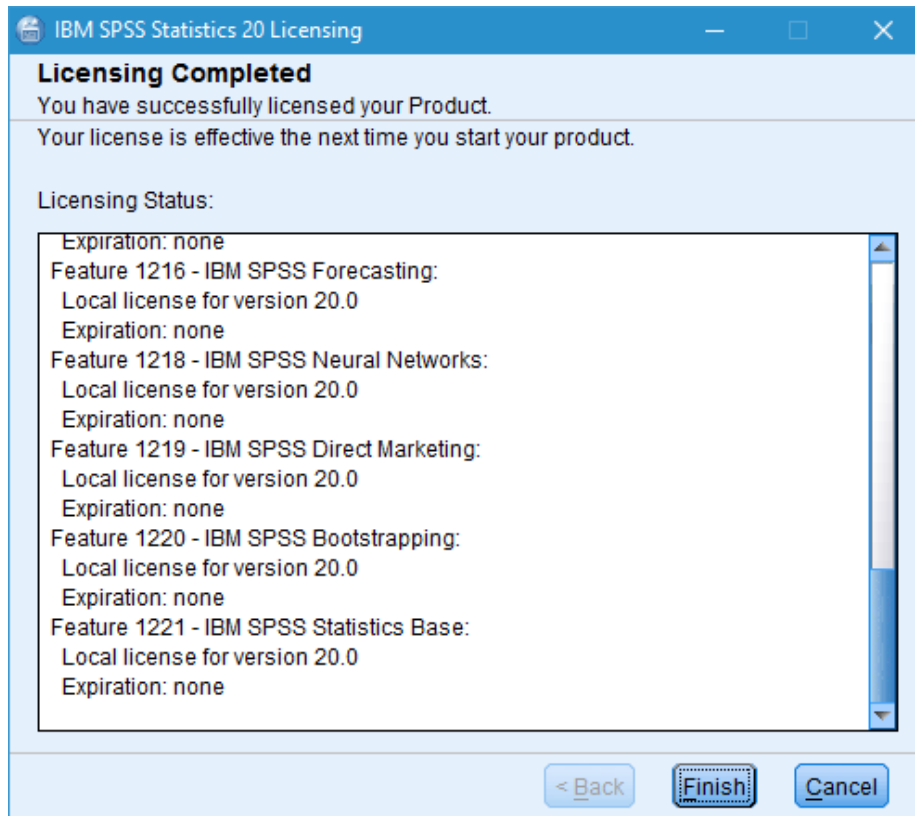 IBM SPSS Statistics 20 Licensing
Licensing Completed
You have successfully licensed your Product.
Your license is effective the next time you start your product.
Licensing Status:
Expiration: none
Feature 1216 - IBM SPSS Forecasting:
Local license for version 20.0
Expiration: none
Feature 1218 - IBM SPSS Neural Networks:
Local license for version 20.0
Expiration: none
Feature 1219 - IBM SPSS Direct Marketing:
Local license for version 20.0
Expiration: none
Feature 1220 - IBM SPSS Bootstrapping:
Local license for version 20.0
Expiration: none
Feature 1221 - IBM SPSS Statistics Base:
Local license for version 20.0
Expiration: none
< Back Finish Cancel